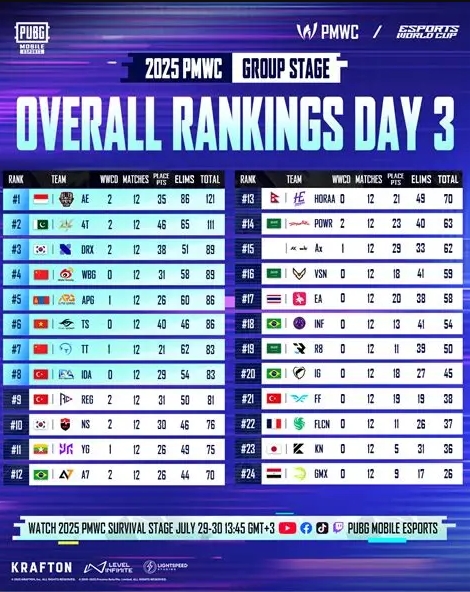 PUBG
MOBILE
ESPORTS
PMWC / ESPORTS WORLD CUP
2025 PMWC GROUP STAGE
OVERALL RANKINGS DAY 3
RANK TEAM WWCD MATCHES PLACE PTS ELIMS TOTAL
#1 AE 2 12 35 86 121
#2 4T 2 12 46 65 111
#3 DRX 2 12 38 51 89
#4 WBG 0 12 31 58 89
#5 APG 1 12 26 60 86
#6 TS 0 12 40 46 86
#7 TT 1 12 21 62 83
#8 IDA 0 12 29 54 83
#9 REG 2 12 31 50 81
#10 NS 2 12 30 46 76
#11 YG 1 12 26 49 75
#12 A7 2 12 26 44 70
RANK TEAM WWCD MATCHES PLACE PTS ELIMS TOTAL
#13 HORAA 0 12 21 49 70
#14 POWR 2 12 23 40 63
#15 Ax 1 12 29 33 62
#16 VSN 0 12 18 41 59
#17 EA 0 12 20 38 58
#18 INF 0 12 13 41 54
#19 R8 0 12 11 39 50
#20 IG 0 12 18 27 45
#21 FF 0 12 19 19 38
#22 FLCN 0 12 11 26 37
#23 KN 0 12 5 31 36
#24 GMX 0 12 9 17 26
WATCH 2025 PMWC SURVIVAL STAGE JULY 29-30 13:45 GMT+3 PUBG MOBILE ESPORTS
KRAFTON LEVEL INFINITE LIGHTSPEED STUDIOS